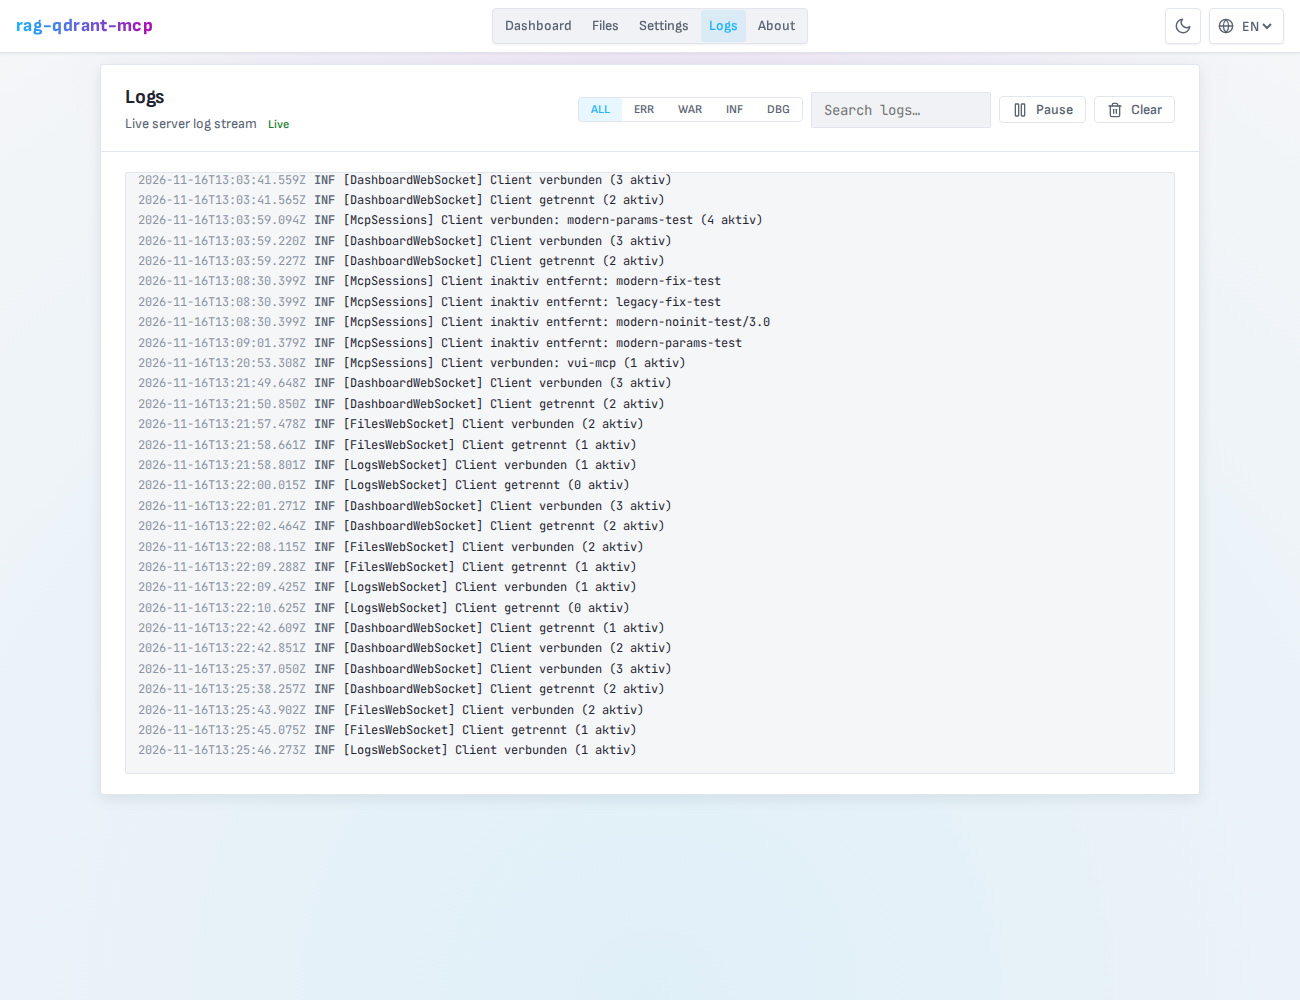 rag-qdrant-mcp
Dashboard Files Settings Logs About
EN
Logs
Live server log stream Live
ALL ERR WAR INF DBG
Search logs…
Pause
Clear
2026-11-16T13:03:41.559Z INF [DashboardWebSocket] Client verbunden (3 aktiv)
2026-11-16T13:03:41.565Z INF [DashboardWebSocket] Client getrennt (2 aktiv)
2026-11-16T13:03:59.094Z INF [McpSessions] Client verbunden: modern-params-test (4 aktiv)
2026-11-16T13:03:59.220Z INF [DashboardWebSocket] Client verbunden (3 aktiv)
2026-11-16T13:03:59.227Z INF [DashboardWebSocket] Client getrennt (2 aktiv)
2026-11-16T13:08:30.399Z INF [McpSessions] Client inaktiv entfernt: modern-fix-test
2026-11-16T13:08:30.399Z INF [McpSessions] Client inaktiv entfernt: legacy-fix-test
2026-11-16T13:08:30.399Z INF [McpSessions] Client inaktiv entfernt: modern-noinit-test/3.0
2026-11-16T13:09:01.379Z INF [McpSessions] Client inaktiv entfernt: modern-params-test
2026-11-16T13:20:53.308Z INF [McpSessions] Client verbunden: vui-mcp (1 aktiv)
2026-11-16T13:21:49.648Z INF [DashboardWebSocket] Client verbunden (3 aktiv)
2026-11-16T13:21:50.850Z INF [DashboardWebSocket] Client getrennt (2 aktiv)
2026-11-16T13:21:57.478Z INF [FilesWebSocket] Client verbunden (2 aktiv)
2026-11-16T13:21:58.661Z INF [FilesWebSocket] Client getrennt (1 aktiv)
2026-11-16T13:21:58.801Z INF [LogsWebSocket] Client verbunden (1 aktiv)
2026-11-16T13:22:00.015Z INF [LogsWebSocket] Client getrennt (0 aktiv)
2026-11-16T13:22:01.271Z INF [DashboardWebSocket] Client verbunden (3 aktiv)
2026-11-16T13:22:02.464Z INF [DashboardWebSocket] Client getrennt (2 aktiv)
2026-11-16T13:22:08.115Z INF [FilesWebSocket] Client verbunden (2 aktiv)
2026-11-16T13:22:09.288Z INF [FilesWebSocket] Client getrennt (1 aktiv)
2026-11-16T13:22:09.425Z INF [LogsWebSocket] Client verbunden (1 aktiv)
2026-11-16T13:22:10.625Z INF [LogsWebSocket] Client getrennt (0 aktiv)
2026-11-16T13:22:42.609Z INF [DashboardWebSocket] Client getrennt (1 aktiv)
2026-11-16T13:22:42.851Z INF [DashboardWebSocket] Client verbunden (2 aktiv)
2026-11-16T13:25:37.050Z INF [DashboardWebSocket] Client verbunden (3 aktiv)
2026-11-16T13:25:38.257Z INF [DashboardWebSocket] Client getrennt (2 aktiv)
2026-11-16T13:25:43.902Z INF [FilesWebSocket] Client verbunden (2 aktiv)
2026-11-16T13:25:45.075Z INF [FilesWebSocket] Client getrennt (1 aktiv)
2026-11-16T13:25:46.273Z INF [LogsWebSocket] Client verbunden (1 aktiv)